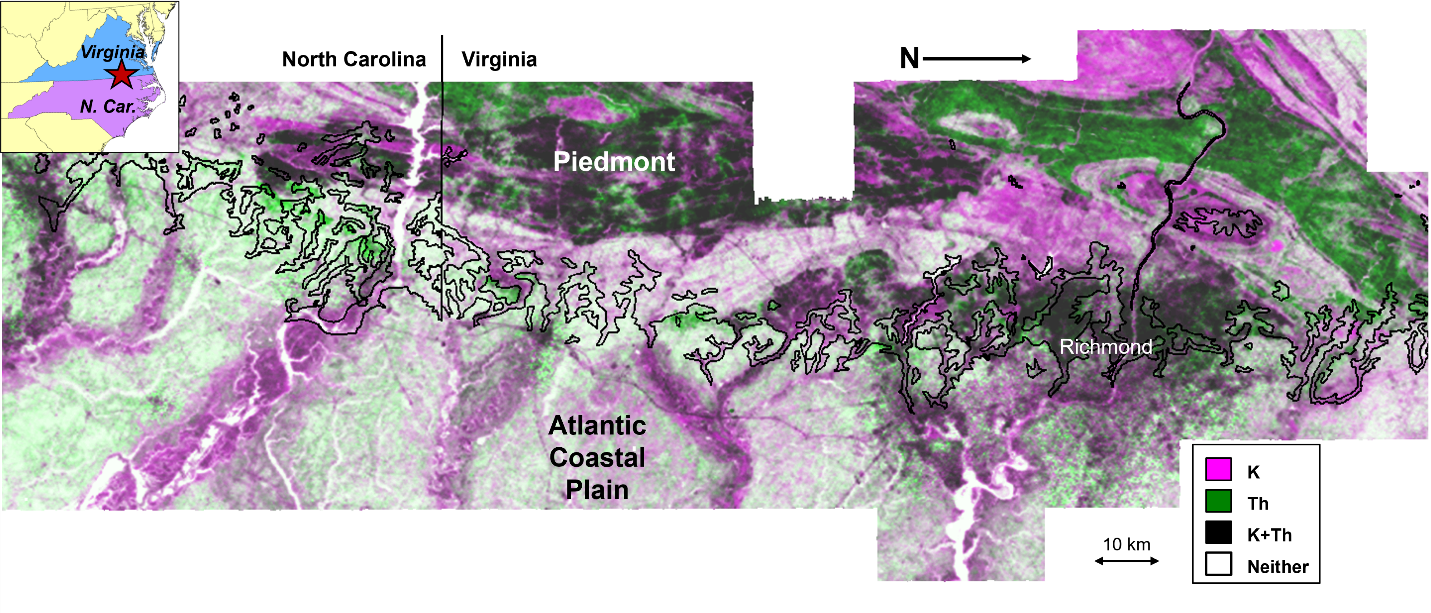 Virginia
N. Car.
North Carolina
Virginia
N
Piedmont
Richmond
Atlantic
Coastal
Plain
K
Th
K+Th
Neither
10 km